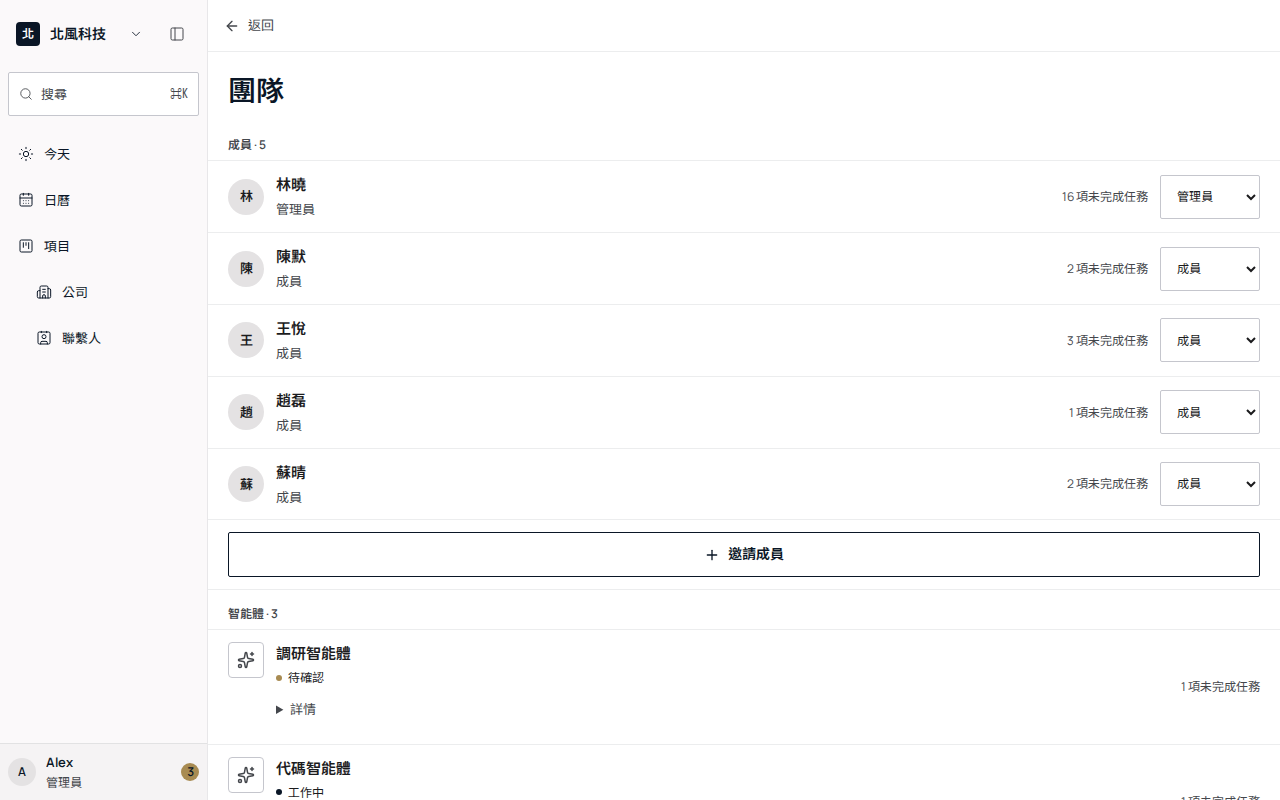 北 北風科技
搜尋 ⌘K
今天
日曆
項目
公司
聯繫人
A
Alex
管理員
3
返回
團隊
成員 · 5
林
林曉
管理員
16 項未完成任務
管理員
陳
陳默
成員
2 項未完成任務
成員
王
王悅
成員
3 項未完成任務
成員
趙
趙磊
成員
1 項未完成任務
成員
蘇
蘇晴
成員
2 項未完成任務
成員
邀請成員
智能體 · 3
調研智能體
待確認
詳情
1 項未完成任務
代碼智能體
工作中
1 項未完成任務